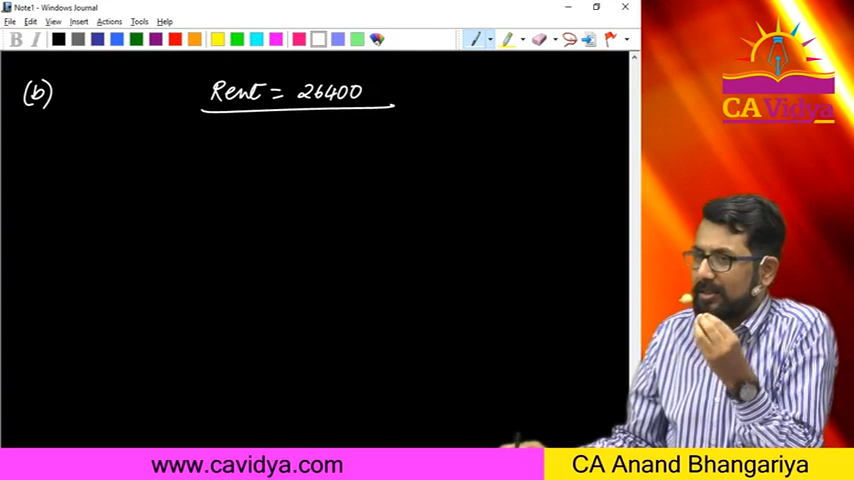 Note1 - Windows Journal
File Edit View Insert Actions Tools Help
B I
(b) Rent = 26400
CA Vidya
www.cavidya.com
CA Anand Bhangariya